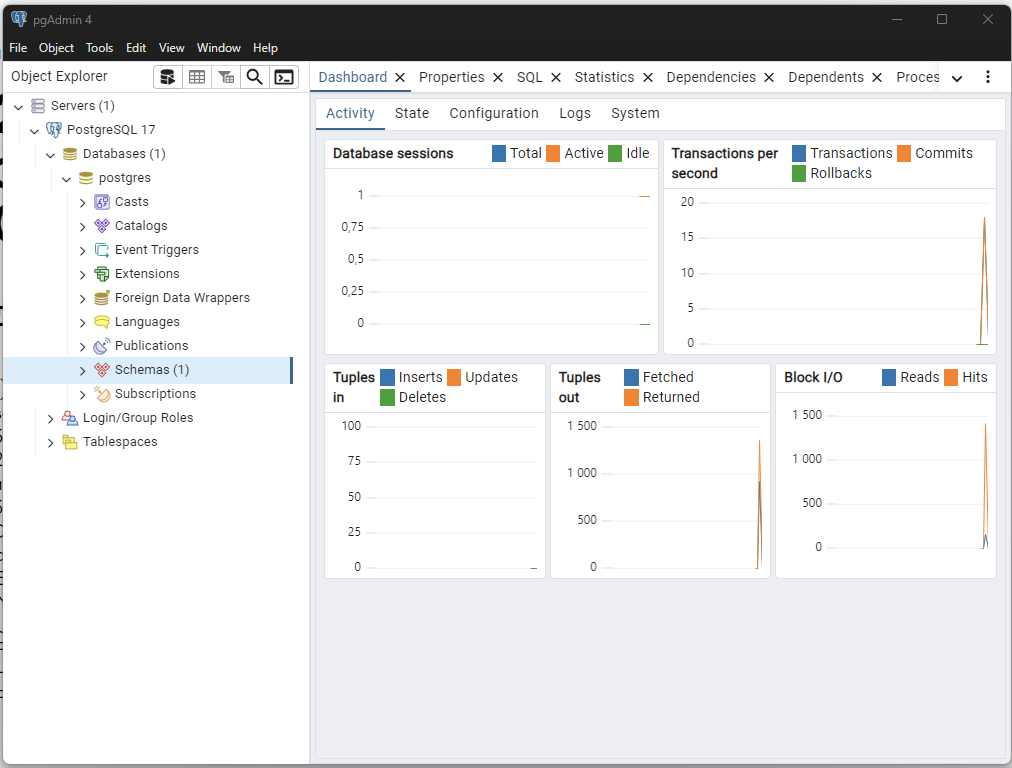 pgAdmin 4
File Object Tools Edit View Window Help
Object Explorer
Dashboard Properties SQL Statistics Dependencies Dependents Proces
Servers (1)
PostgreSQL 17
Databases (1)
postgres
Casts
Catalogs
Event Triggers
Extensions
Foreign Data Wrappers
Languages
Publications
Schemas (1)
Subscriptions
Login/Group Roles
Tablespaces
Activity State Configuration Logs System
Database sessions Total Active Idle
1
0,75
0,5
0,25
0
Transactions per second Transactions Commits
Rollbacks
20
15
10
5
0
Tuples in Inserts Updates
Deletes
100
75
50
25
0
Tuples out Fetched
Returned
1 500
1 000
500
0
Block I/O Reads Hits
1 500
1 000
500
0